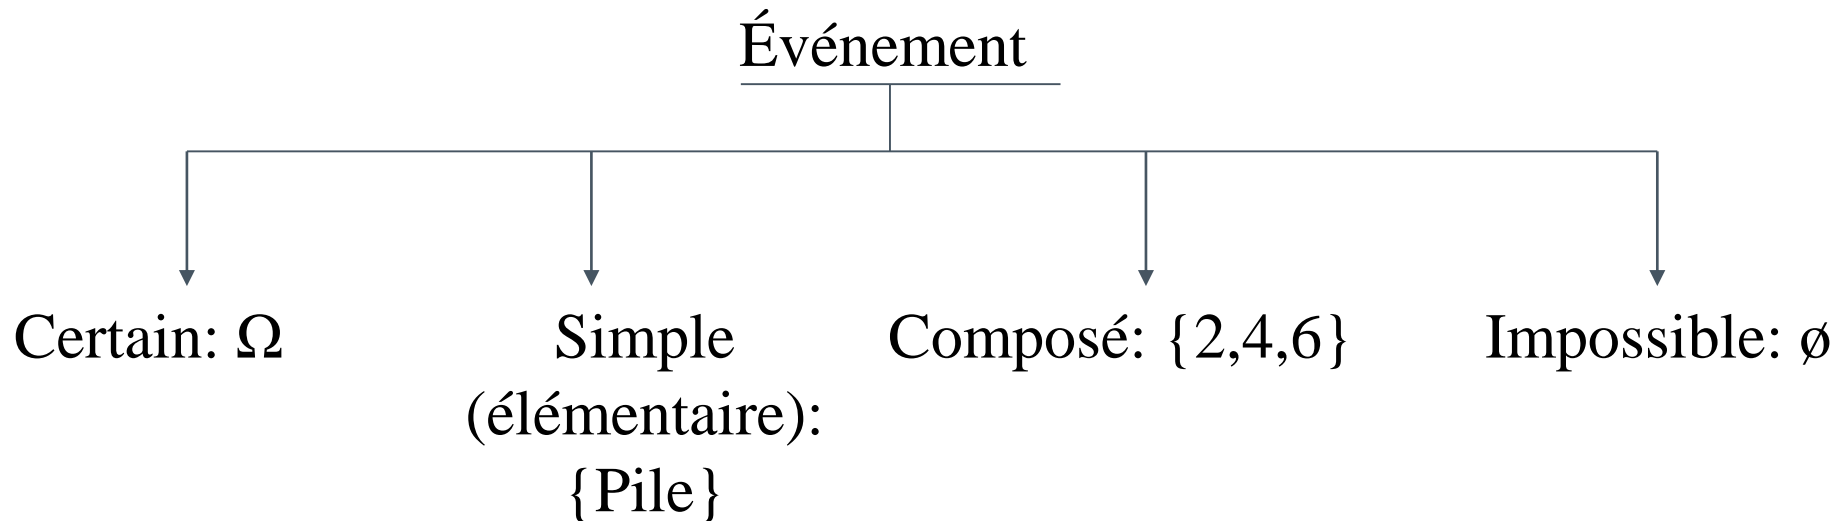 Événement
Certain: Ω
Simple
(élémentaire):
{Pile}
Composé: {2,4,6}
Impossible: ø